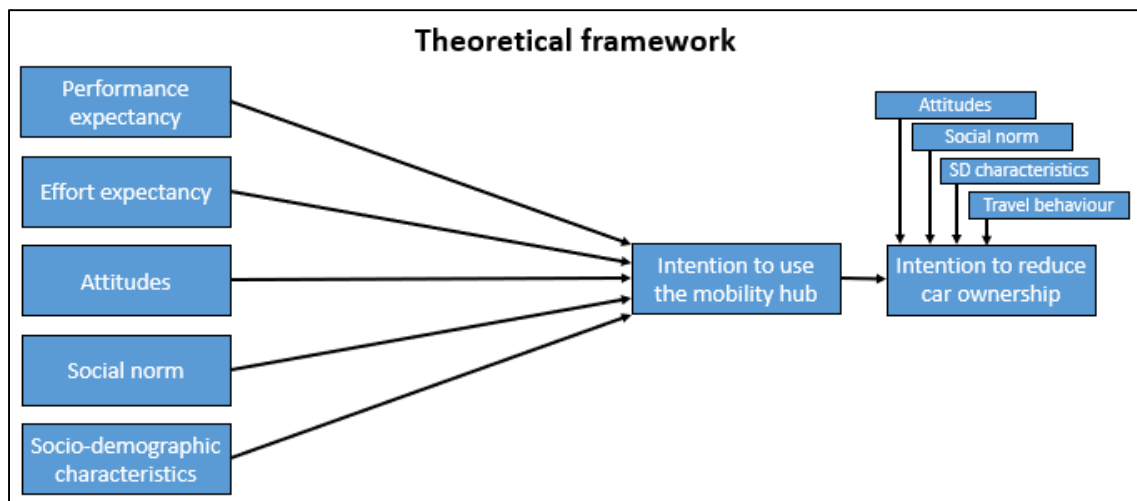 Theoretical framework
Performance
expectancy
Effort expectancy
Attitudes
Social norm
Socio-demographic
characteristics
Intention to use
the mobility hub
Attitudes
Social norm
SD characteristics
Travel behaviour
Intention to reduce
car ownership